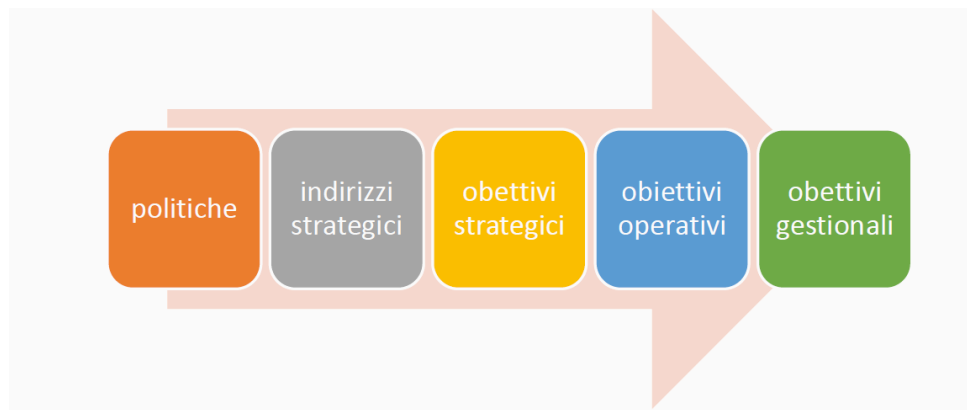 politiche
indirizzi
strategici
obettivi
strategici
obiettivi
operativi
obettivi
gestionali